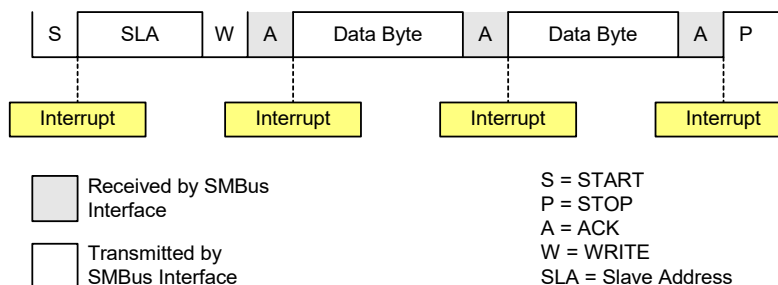 S SLA W A Data Byte A Data Byte A P
Interrupt Interrupt Interrupt Interrupt
Received by SMBus
Interface
Transmitted by
SMBus Interface
S = START
P = STOP
A = ACK
W = WRITE
SLA = Slave Address